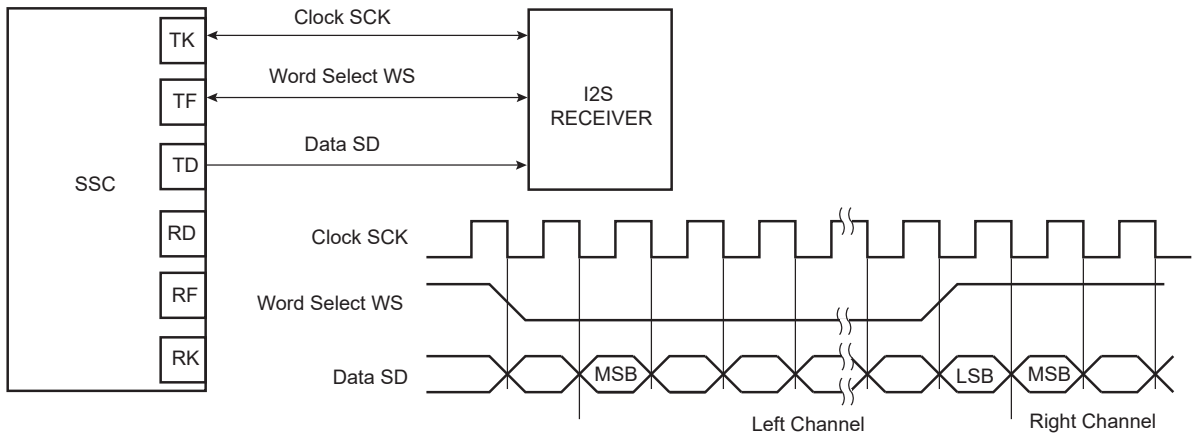 Clock SCK
TK
Word Select WS
TF
I2S
RECEIVER
Data SD
TD
SSC
RD
RF
RK
Clock SCK
Word Select WS
Data SD
MSB
LSB
MSB
Left Channel
Right Channel